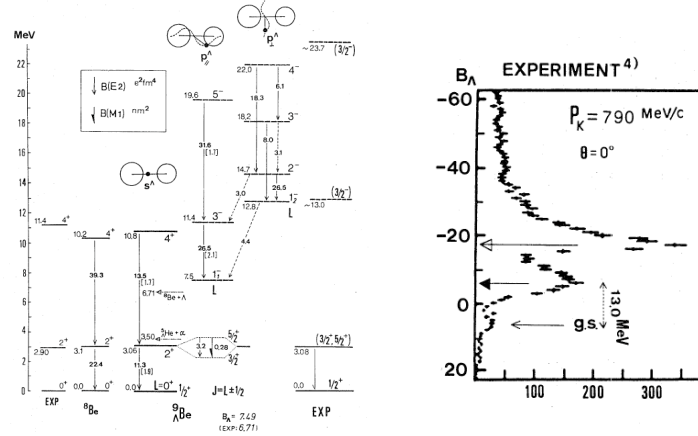 MeV
22
20
18
16
14
12
10
8
6
4
2
0
B(E2) e²fm⁴
B(M1) nm²
P∥^Λ
P⊥^Λ
s^Λ
~23.7 (3/2⁻)
22.0 4⁻
18.3
6.1
19.6 5⁻
18.2 3⁻
31.6
[1.7]
8.0
3.1
14.7 2⁻
3.0
26.5
12.8 1⁻₂
L
(3/2⁻)
~13.0
11.4 4⁺
10.2 4⁺
10.8 4⁺
11.4 3⁻
4.4
39.3
13.5
[1.7]
26.5
[2.1]
6.71
⁸Be+Λ
7.5 1⁻₁
L
3.50
⁵ΛHe+α
5/2⁺
3.2
0.28
3/2⁺
2.90 2⁺
3.1 2⁺
3.06 2⁺
(3/2⁺,5/2⁺)
3.08
22.4
11.3
[1.9]
0⁺
0.0 0⁺
0.0 L=0⁺ 1/2⁺
J=L±1/2
0.0 1/2⁺
EXP
⁸Be
⁹ΛBe
B_Λ = 7.49
(EXP: 6.71)
EXP
B_Λ EXPERIMENT⁴⁾
-60
-40
-20
0
20
P_K = 790 MeV/c
θ = 0°
13.0 MeV
g.s.
100 200 300